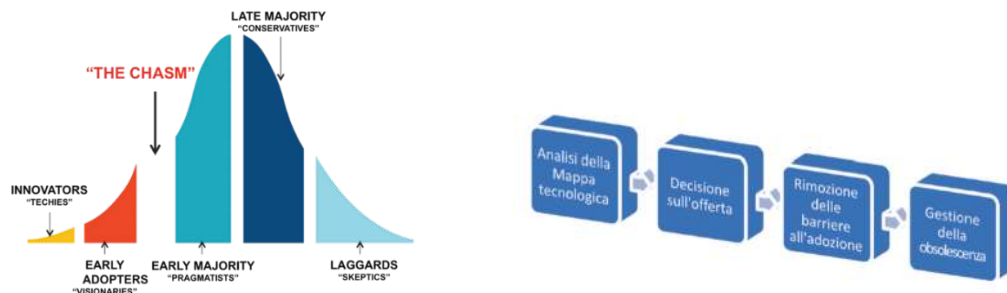 LATE MAJORITY
“CONSERVATIVES”
“THE CHASM”
INNOVATORS
“TECHIES”
EARLY
ADOPTERS
“VISIONARIES”
EARLY MAJORITY
“PRAGMATISTS”
LAGGARDS
“SKEPTICS”
Analisi della
Mappa
tecnologica
Decisione
sull'offerta
Rimozione
delle
barriere
all'adozione
Gestione
della
obsolescenza